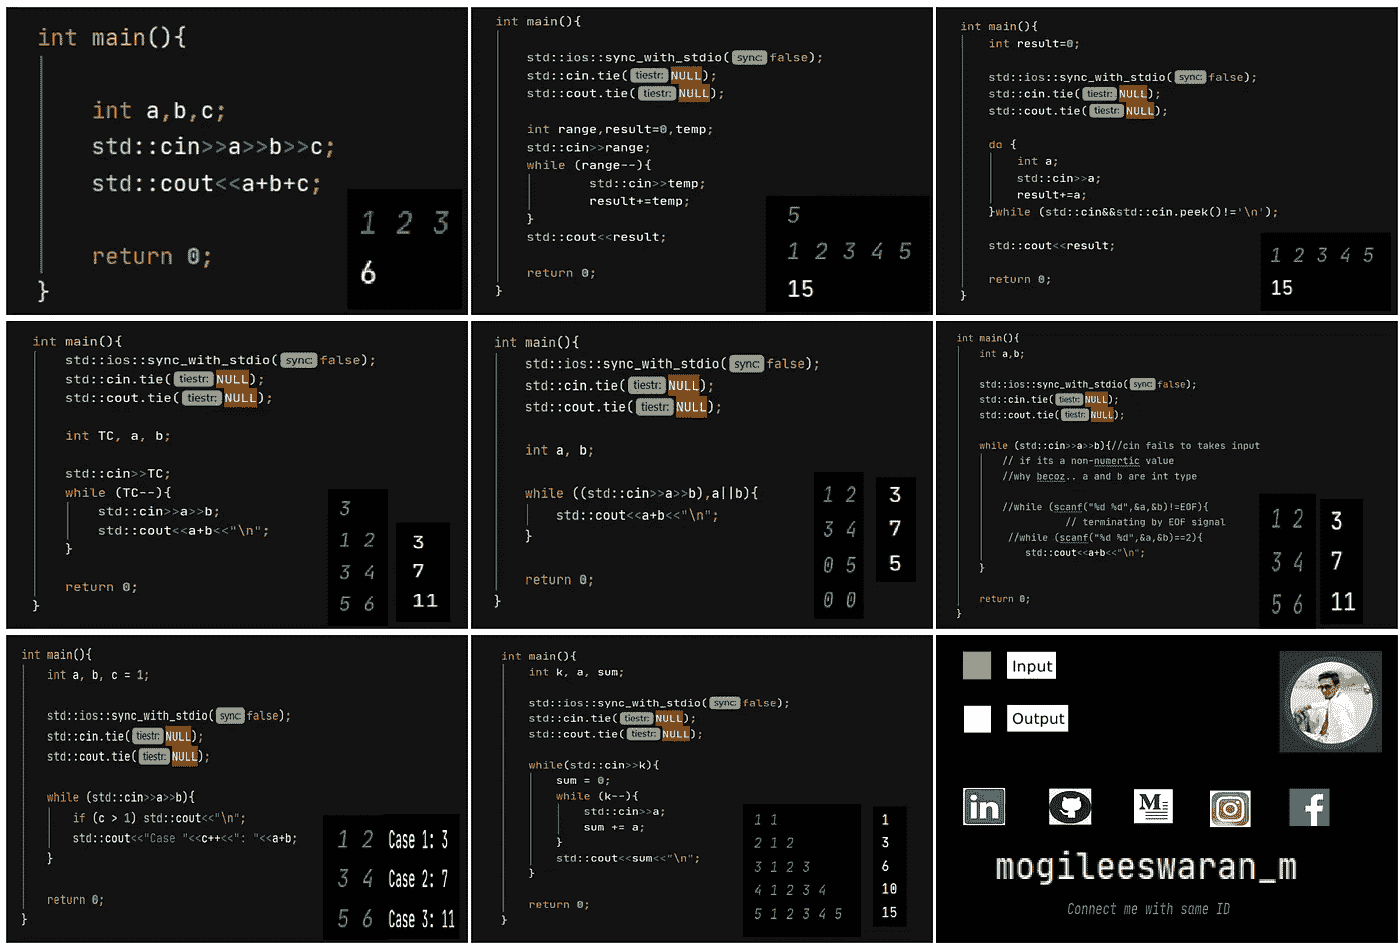 int main(){
int a,b,c;
std::cin>>a>>b>>c;
std::cout<<a+b+c;
return 0;
}
1 2 3
6
int main(){
std::ios::sync_with_stdio( sync: false);
std::cin.tie( tiestr: NULL);
std::cout.tie( tiestr: NULL);
int range,result=0,temp;
std::cin>>range;
while (range--){
std::cin>>temp;
result+=temp;
}
std::cout<<result;
return 0;
}
5
1 2 3 4 5
15
int main(){
int result=0;
std::ios::sync_with_stdio( sync: false);
std::cin.tie( tiestr: NULL);
std::cout.tie( tiestr: NULL);
do {
int a;
std::cin>>a;
result+=a;
}while (std::cin&&std::cin.peek()!='\n');
std::cout<<result;
return 0;
}
1 2 3 4 5
15
int main(){
std::ios::sync_with_stdio( sync: false);
std::cin.tie( tiestr: NULL);
std::cout.tie( tiestr: NULL);
int TC, a, b;
std::cin>>TC;
while (TC--){
std::cin>>a>>b;
std::cout<<a+b<<"\n";
}
return 0;
}
3
1 2
3 4
5 6
3
7
11
int main(){
std::ios::sync_with_stdio( sync: false);
std::cin.tie( tiestr: NULL);
std::cout.tie( tiestr: NULL);
int a, b;
while ((std::cin>>a>>b),a||b){
std::cout<<a+b<<"\n";
}
return 0;
}
1 2
3 4
0 5
0 0
3
7
5
int main(){
int a,b;
std::ios::sync_with_stdio( sync: false);
std::cin.tie( tiestr: NULL);
std::cout.tie( tiestr: NULL);
while (std::cin>>a>>b){//cin fails to takes input
// if its a non-numertic value
//why becoz.. a and b are int type
//while (scanf("%d %d",&a,&b)!=EOF){
// terminating by EOF signal
//while (scanf("%d %d",&a,&b)==2){
std::cout<<a+b<<"\n";
}
return 0;
}
1 2
3 4
5 6
3
7
11
int main(){
int a, b, c = 1;
std::ios::sync_with_stdio( sync: false);
std::cin.tie( tiestr: NULL);
std::cout.tie( tiestr: NULL);
while (std::cin>>a>>b){
if (c > 1) std::cout<<"\n";
std::cout<<"Case "<<c++<<": "<<a+b;
}
return 0;
}
1 2
3 4
5 6
Case 1: 3
Case 2: 7
Case 3: 11
int main(){
int k, a, sum;
std::ios::sync_with_stdio( sync: false);
std::cin.tie( tiestr: NULL);
std::cout.tie( tiestr: NULL);
while(std::cin>>k){
sum = 0;
while (k--){
std::cin>>a;
sum += a;
}
std::cout<<sum<<"\n";
}
return 0;
}
1 1
2 1 2
3 1 2 3
4 1 2 3 4
5 1 2 3 4 5
1
3
6
10
15
Input
Output
in
M
f
mogileeswaran_m
Connect me with same ID